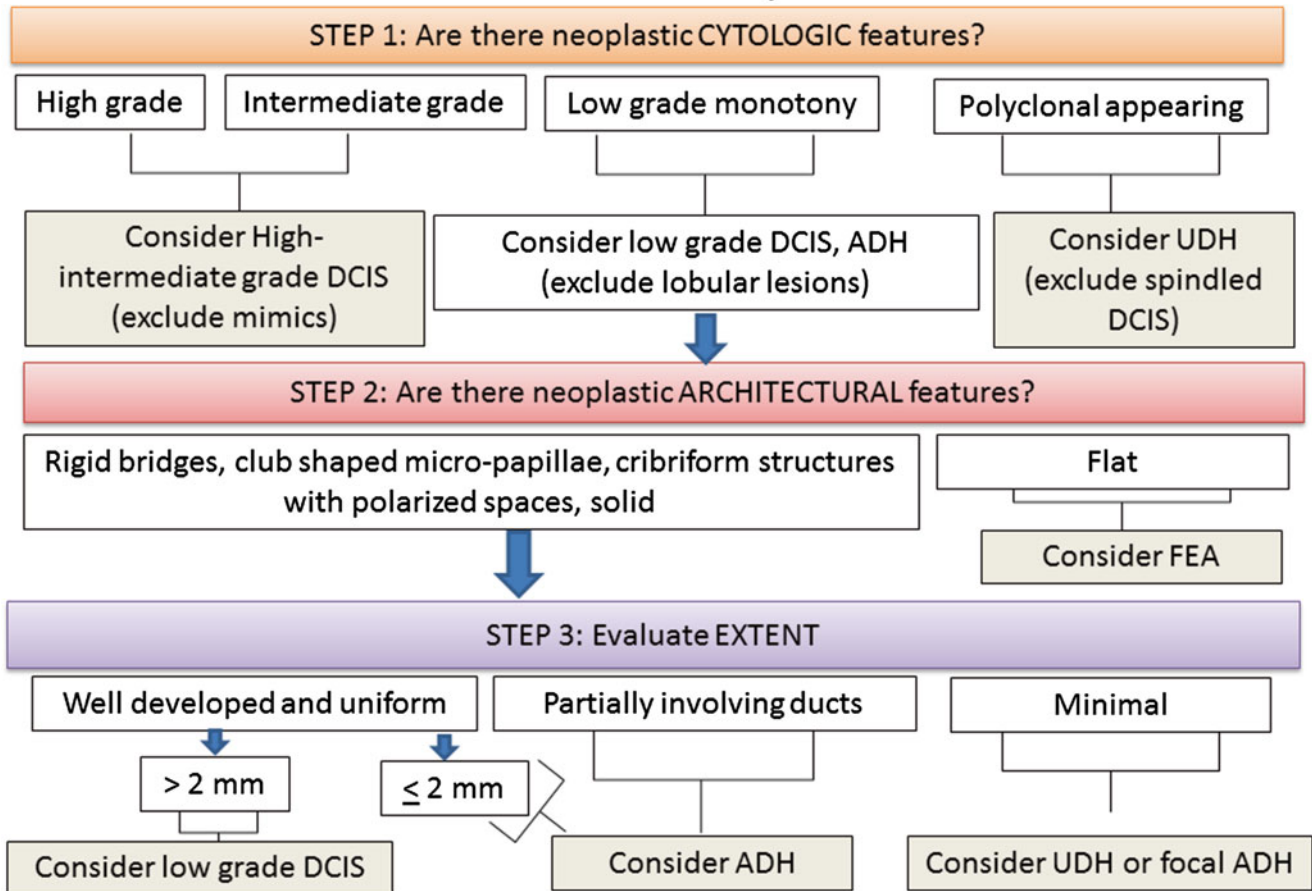 STEP 1: Are there neoplastic CYTOLOGIC features?
High grade
Intermediate grade
Low grade monotony
Polyclonal appearing
Consider High-
intermediate grade DCIS
(exclude mimics)
Consider low grade DCIS, ADH
(exclude lobular lesions)
Consider UDH
(exclude spindled
DCIS)
STEP 2: Are there neoplastic ARCHITECTURAL features?
Rigid bridges, club shaped micro-papillae, cribriform structures
with polarized spaces, solid
Flat
Consider FEA
STEP 3: Evaluate EXTENT
Well developed and uniform
Partially involving ducts
Minimal
> 2 mm
≤ 2 mm
Consider low grade DCIS
Consider ADH
Consider UDH or focal ADH